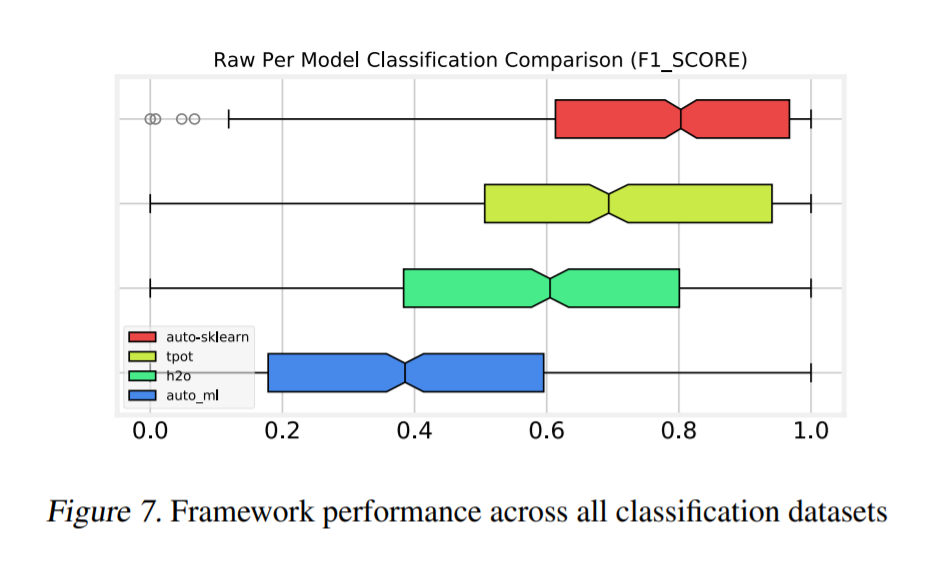 Raw Per Model Classification Comparison (F1_SCORE)
auto-sklearn
tpot
h2o
auto_ml
0.0 0.2 0.4 0.6 0.8 1.0
Figure 7. Framework performance across all classification datasets